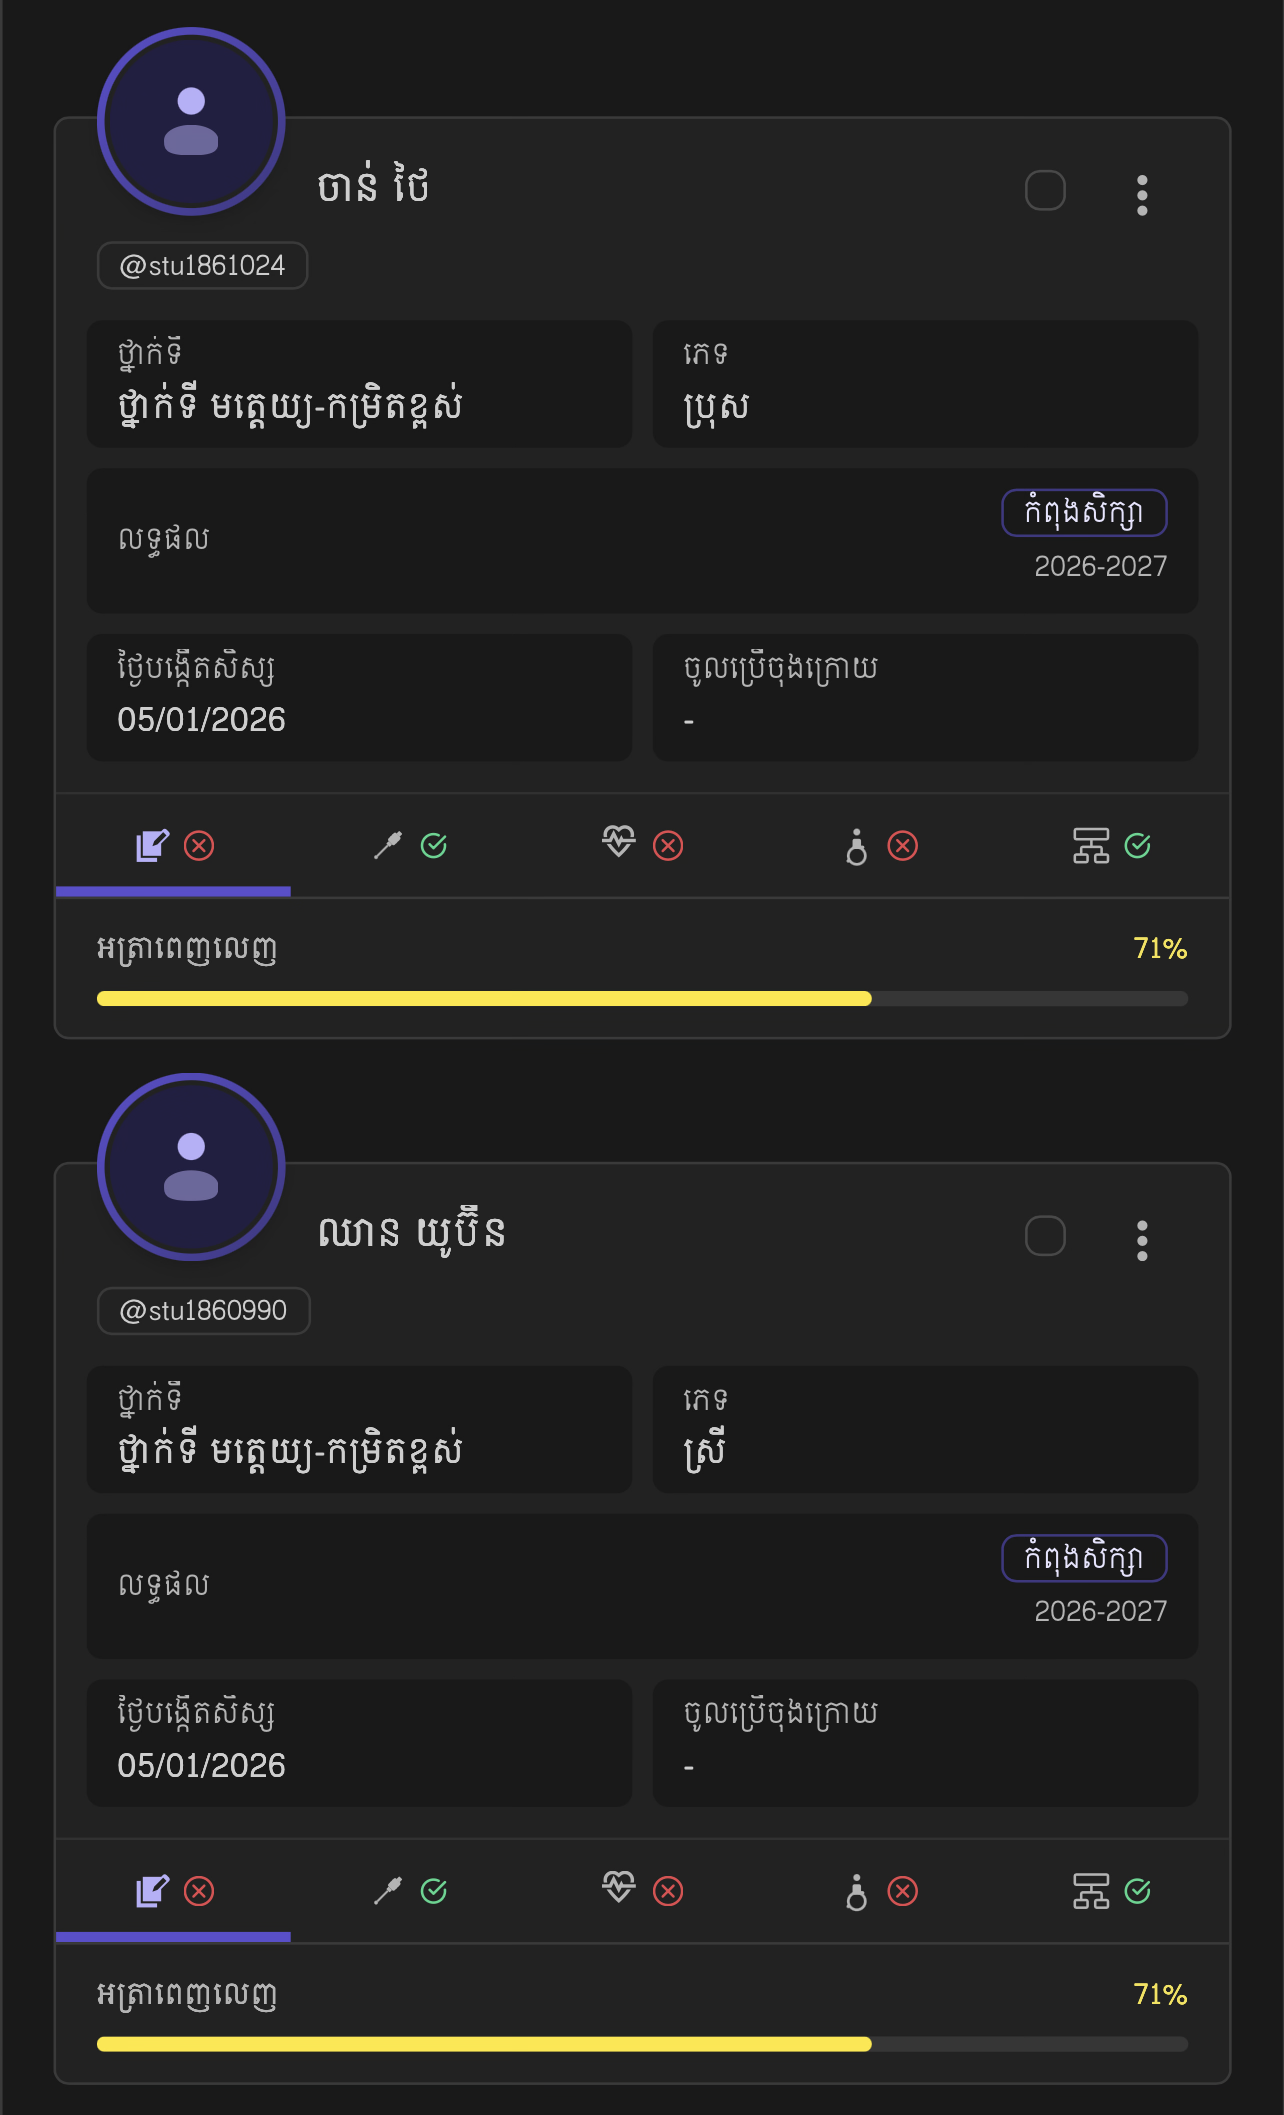 ចាន់ ថៃ
@stu1861024
ថ្នាក់ទី
ភេទ
ថ្នាក់ទី មត្តេយ្យ-កម្រិតខ្ពស់
ប្រុស
កំពុងសិក្សា
លទ្ធផល
2026-2027
ថ្ងៃបង្កើតសិស្ស
ចូលប្រើចុងក្រោយ
05/01/2026
-
អត្រាពេញលេញ
71%
ឈាន យូប៊ីន
@stu1860990
ថ្នាក់ទី
ភេទ
ថ្នាក់ទី មត្តេយ្យ-កម្រិតខ្ពស់
ស្រី
កំពុងសិក្សា
លទ្ធផល
2026-2027
ថ្ងៃបង្កើតសិស្ស
ចូលប្រើចុងក្រោយ
05/01/2026
-
អត្រាពេញលេញ
71%